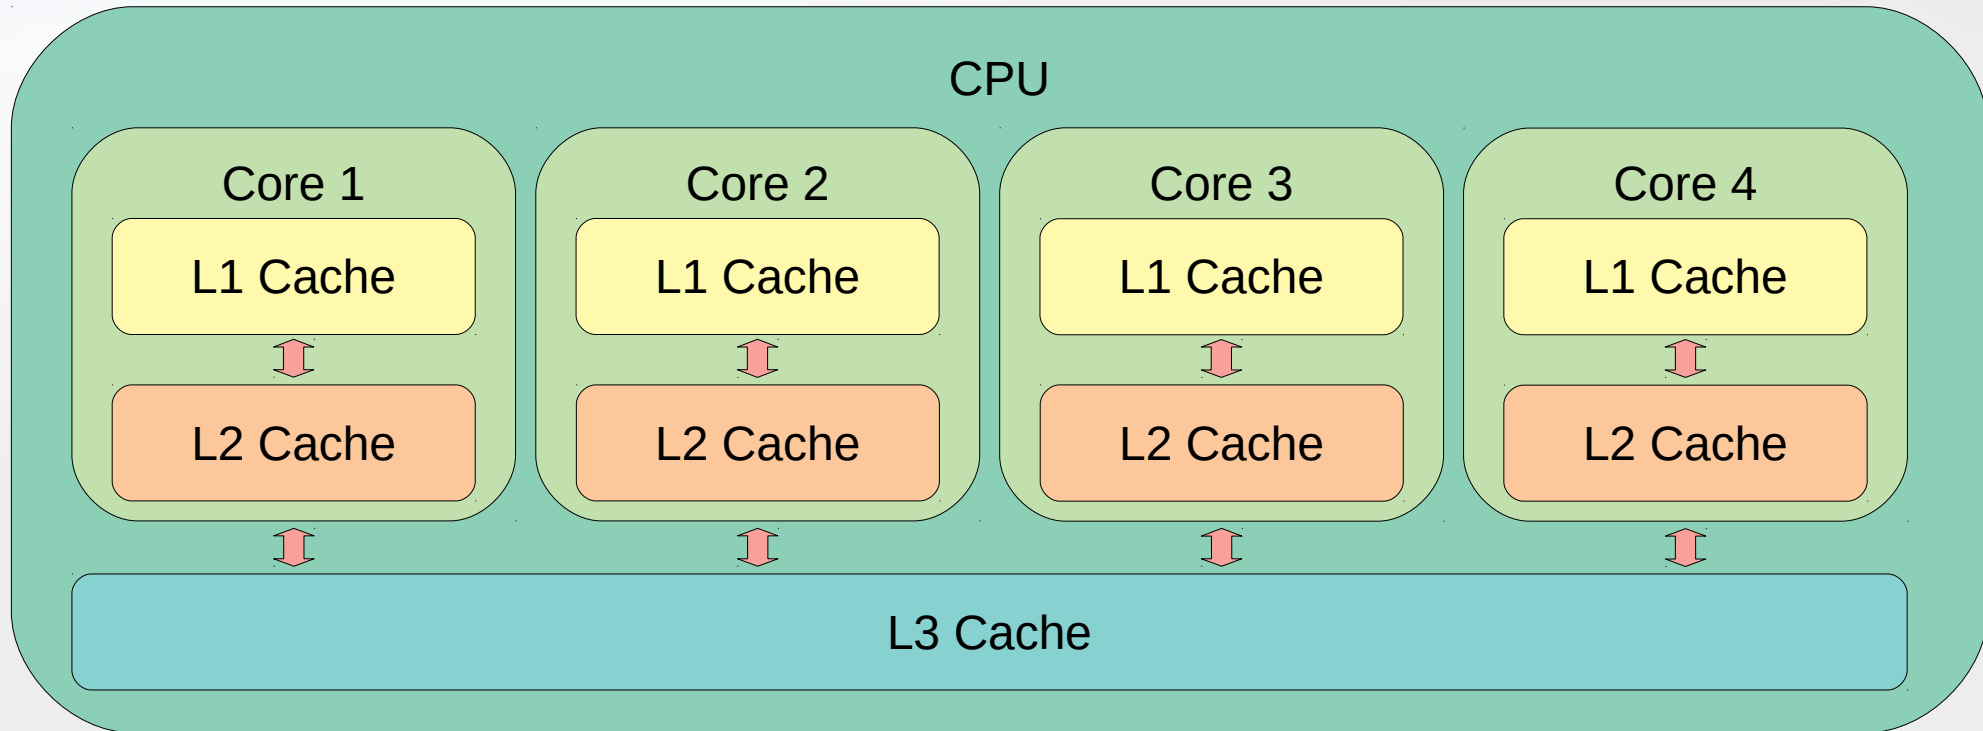 CPU
Core 1
Core 2
Core 3
Core 4
L1 Cache
L1 Cache
L1 Cache
L1 Cache
L2 Cache
L2 Cache
L2 Cache
L2 Cache
L3 Cache